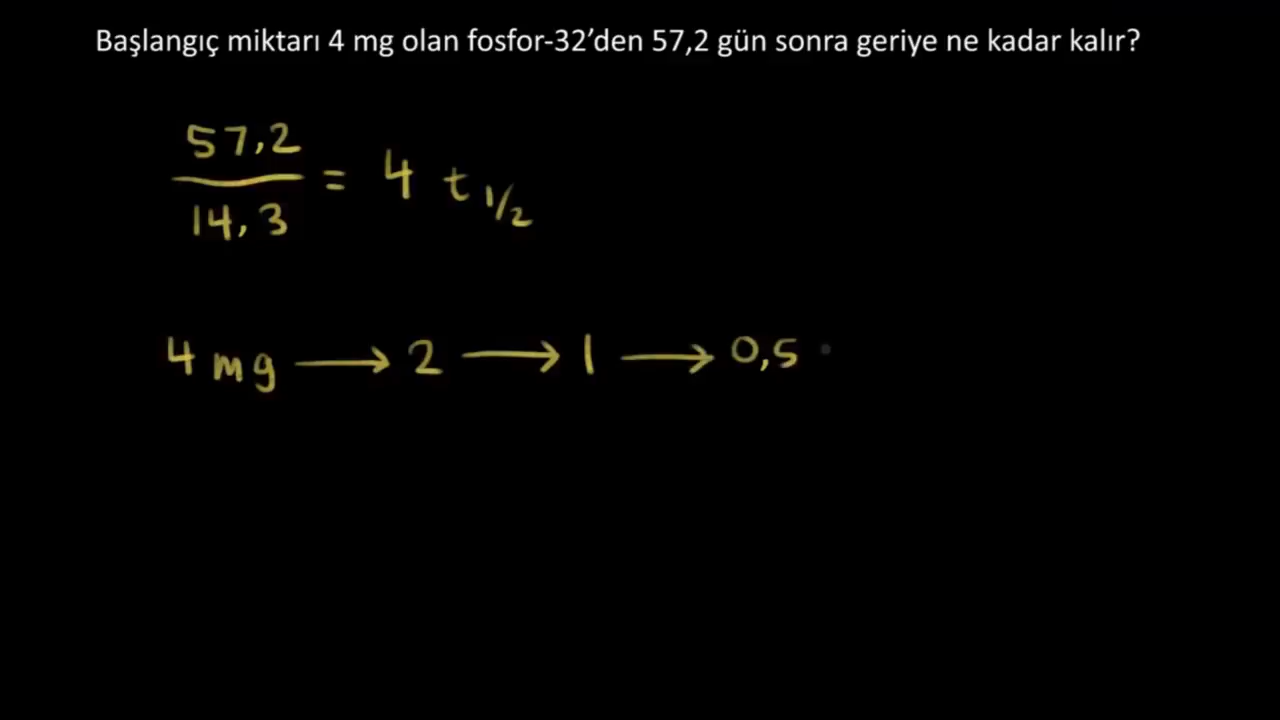 Başlangıç miktarı 4 mg olan fosfor-32’den 57,2 gün sonra geriye ne kadar kalır?
57,2
14,3
= 4 t 1/2
4 mg → 2 → 1 → 0,5